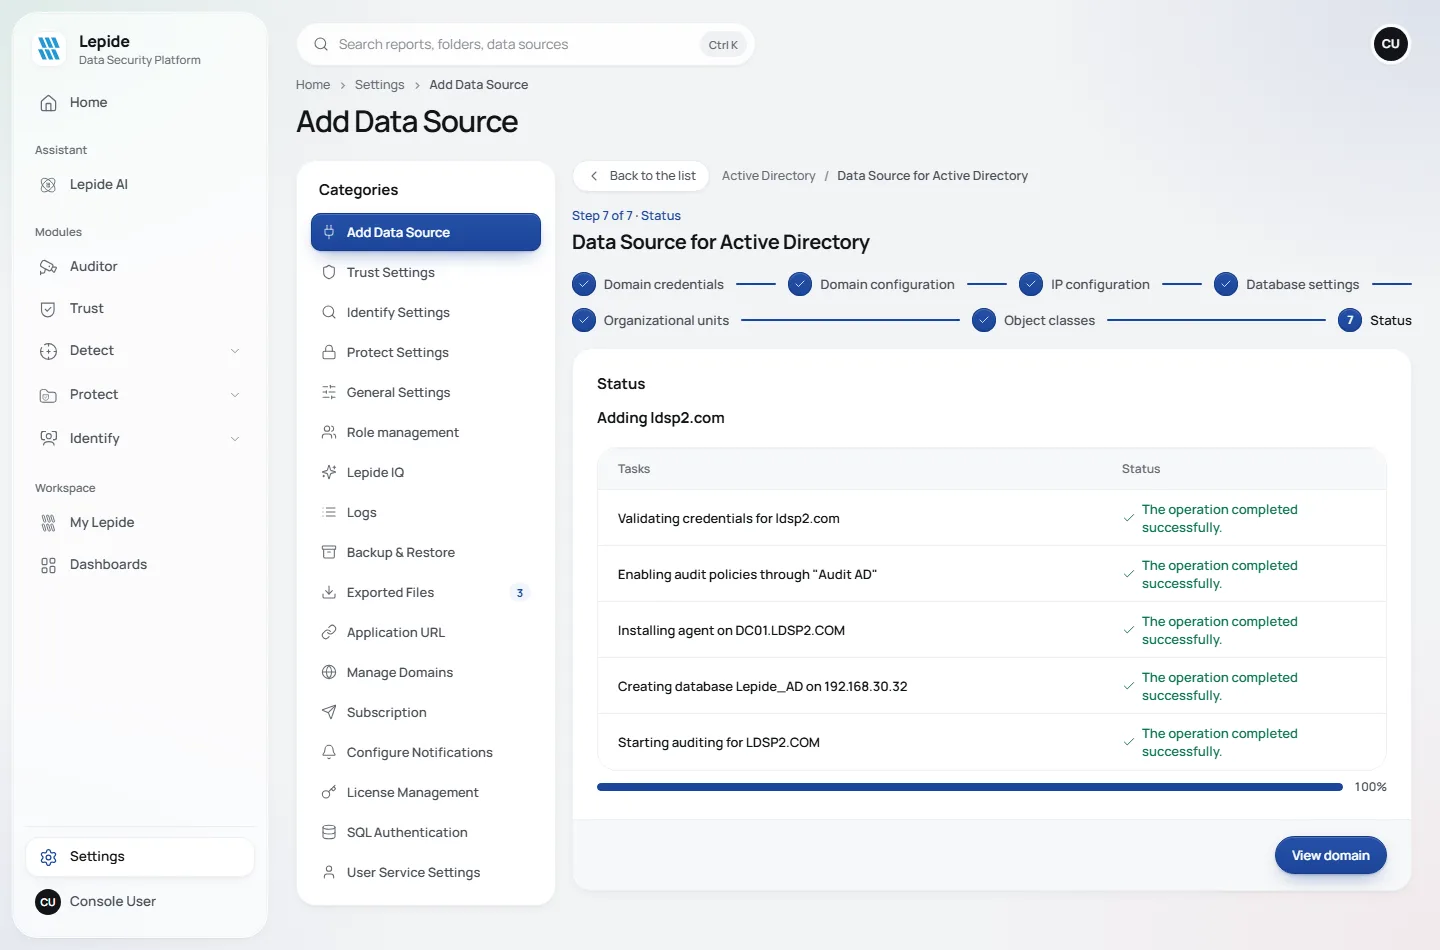 Lepide
Data Security Platform
Home
Assistant
Lepide AI
Modules
Auditor
Trust
Detect
Protect
Identify
Workspace
My Lepide
Dashboards
Settings
CU
Console User
Search reports, folders, data sources
Ctrl K
CU
Home > Settings > Add Data Source
Add Data Source
Categories
Add Data Source
Trust Settings
Identify Settings
Protect Settings
General Settings
Role management
Lepide IQ
Logs
Backup & Restore
Exported Files 3
Application URL
Manage Domains
Subscription
Configure Notifications
License Management
SQL Authentication
User Service Settings
Back to the list
Active Directory / Data Source for Active Directory
Step 7 of 7 · Status
Data Source for Active Directory
Domain credentials
Domain configuration
IP configuration
Database settings
Organizational units
Object classes
7 Status
Status
Adding ldsp2.com
Tasks
Status
Validating credentials for ldsp2.com
The operation completed
successfully.
Enabling audit policies through "Audit AD"
The operation completed
successfully.
Installing agent on DC01.LDSP2.COM
The operation completed
successfully.
Creating database Lepide_AD on 192.168.30.32
The operation completed
successfully.
Starting auditing for LDSP2.COM
The operation completed
successfully.
100%
View domain